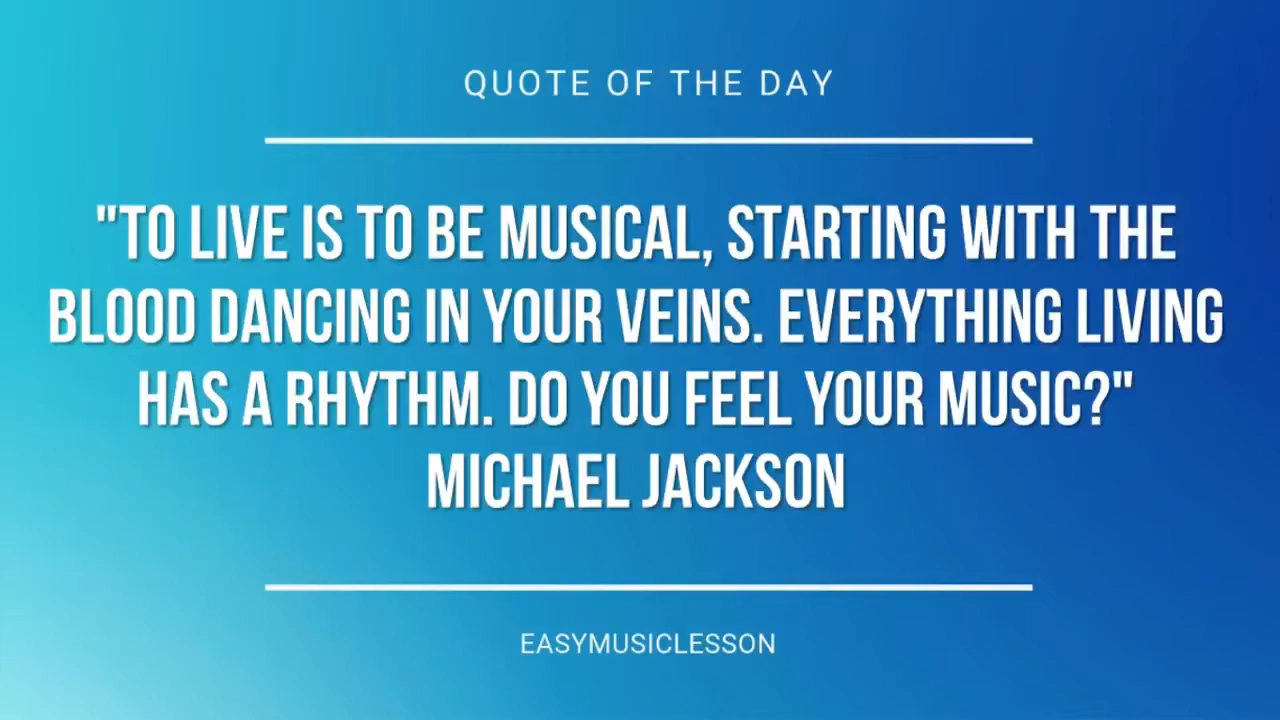 QUOTE OF THE DAY
"TO LIVE IS TO BE MUSICAL, STARTING WITH THE
BLOOD DANCING IN YOUR VEINS. EVERYTHING LIVING
HAS A RHYTHM. DO YOU FEEL YOUR MUSIC?"
MICHAEL JACKSON
EASYMUSICLESSON